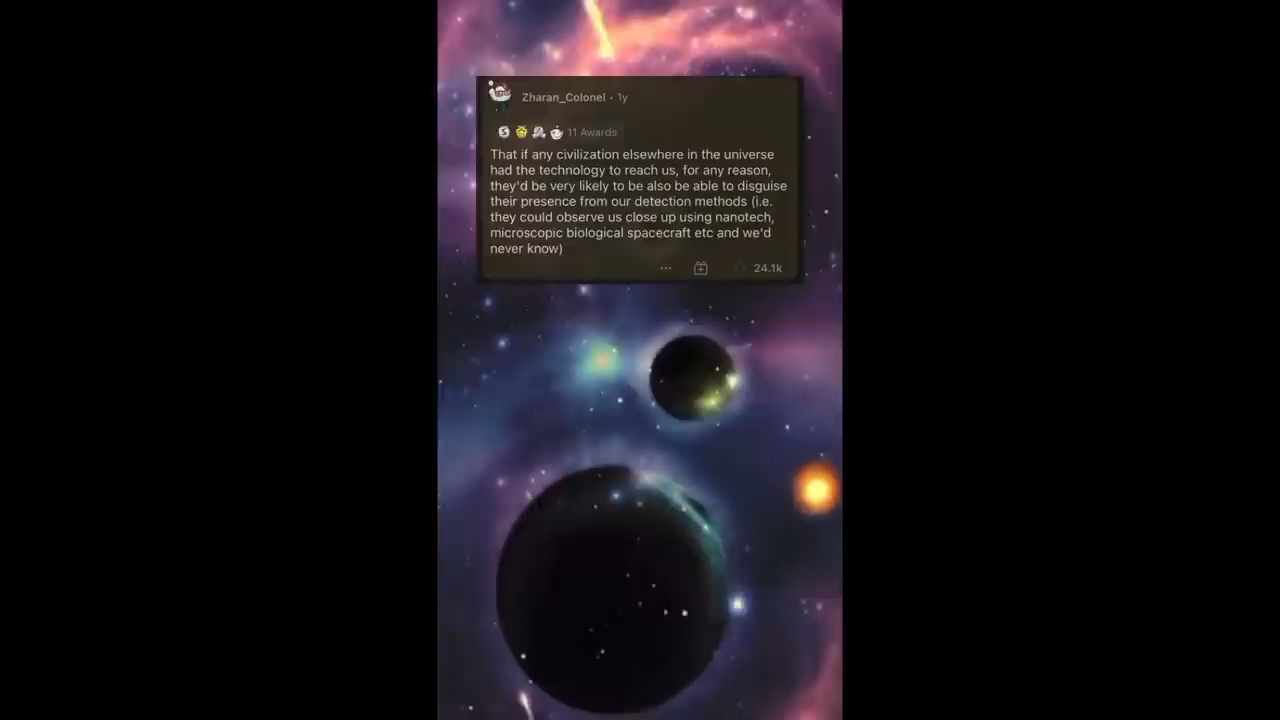 Zharan_Colonel • 1y
11 Awards
That if any civilization elsewhere in the universe
had the technology to reach us, for any reason,
they'd be very likely to be also be able to disguise
their presence from our detection methods (i.e.
they could observe us close up using nanotech,
microscopic biological spacecraft etc and we'd
never know)
24.1k